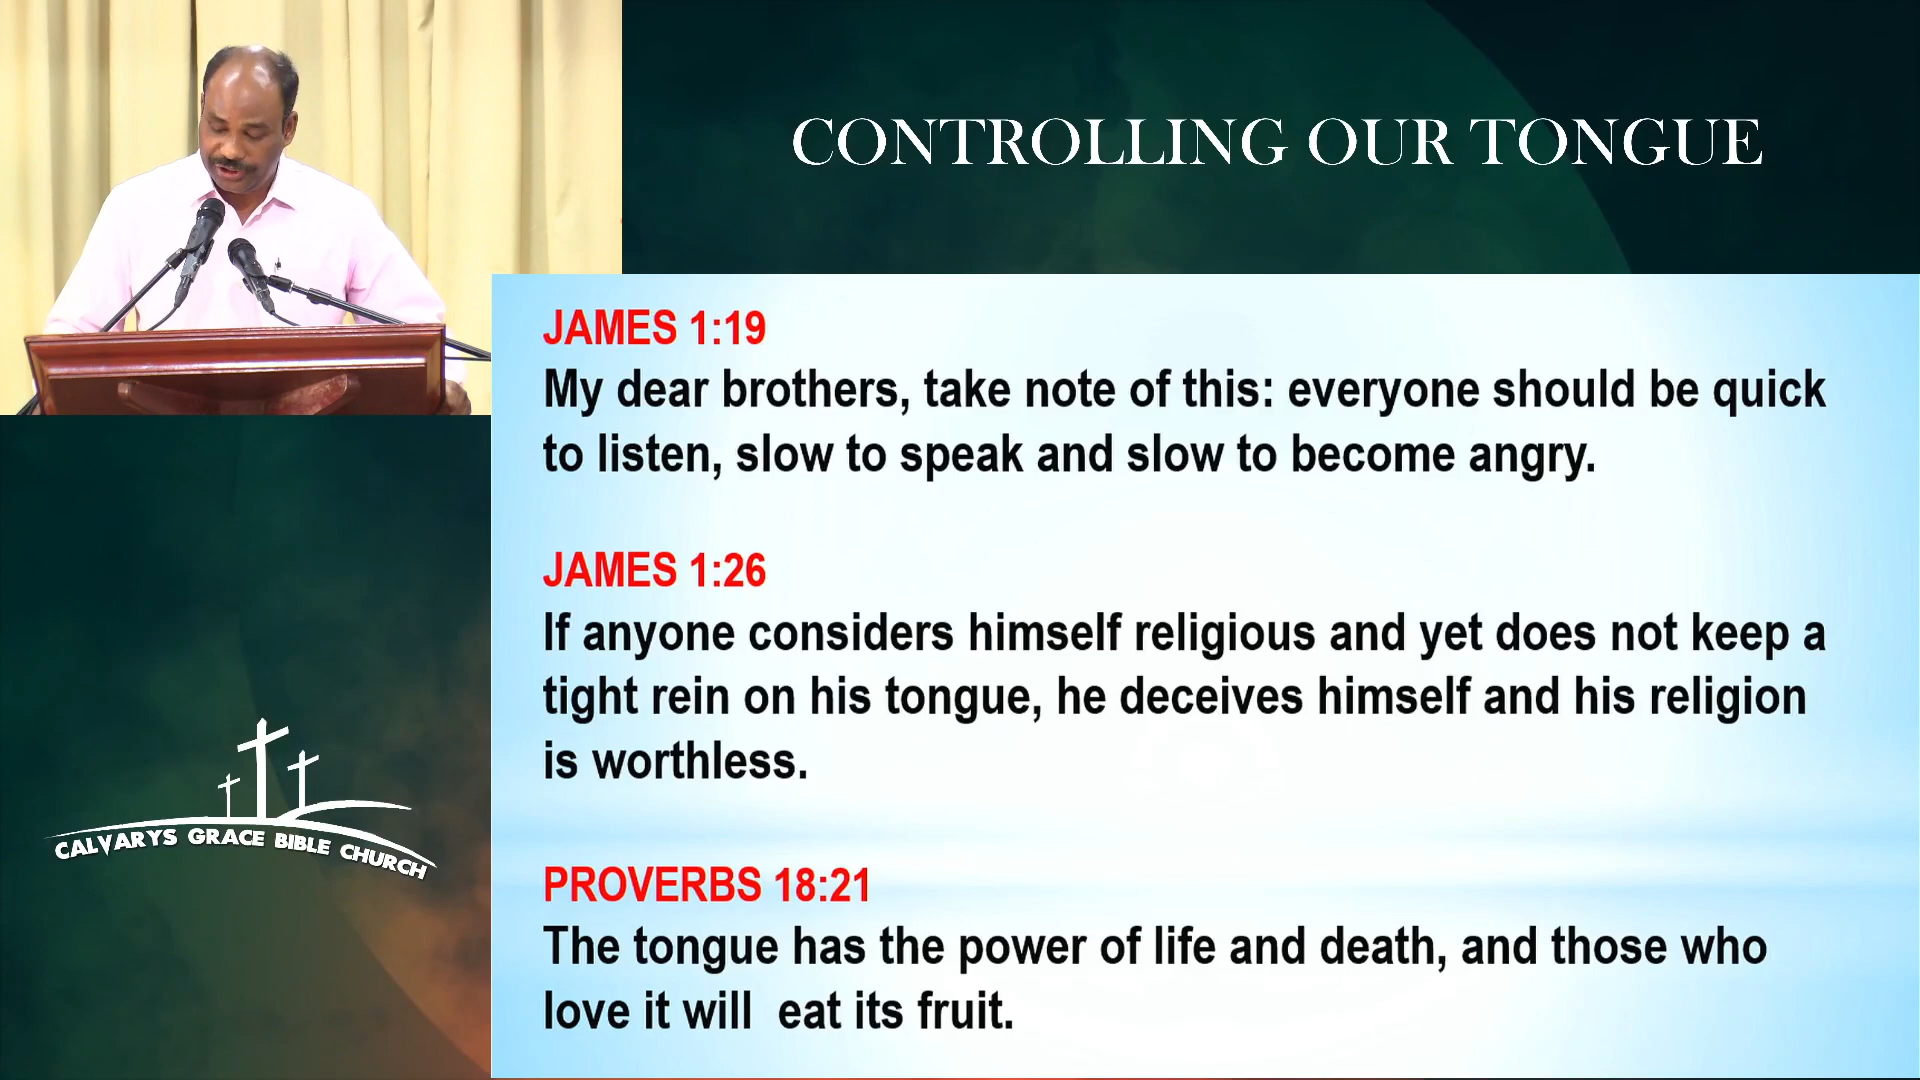 CONTROLLING OUR TONGUE
JAMES 1:19
My dear brothers, take note of this: everyone should be quick
to listen, slow to speak and slow to become angry.
JAMES 1:26
If anyone considers himself religious and yet does not keep a
tight rein on his tongue, he deceives himself and his religion
is worthless.
PROVERBS 18:21
The tongue has the power of life and death, and those who
love it will  eat its fruit.
CALVARYS GRACE BIBLE CHURCH